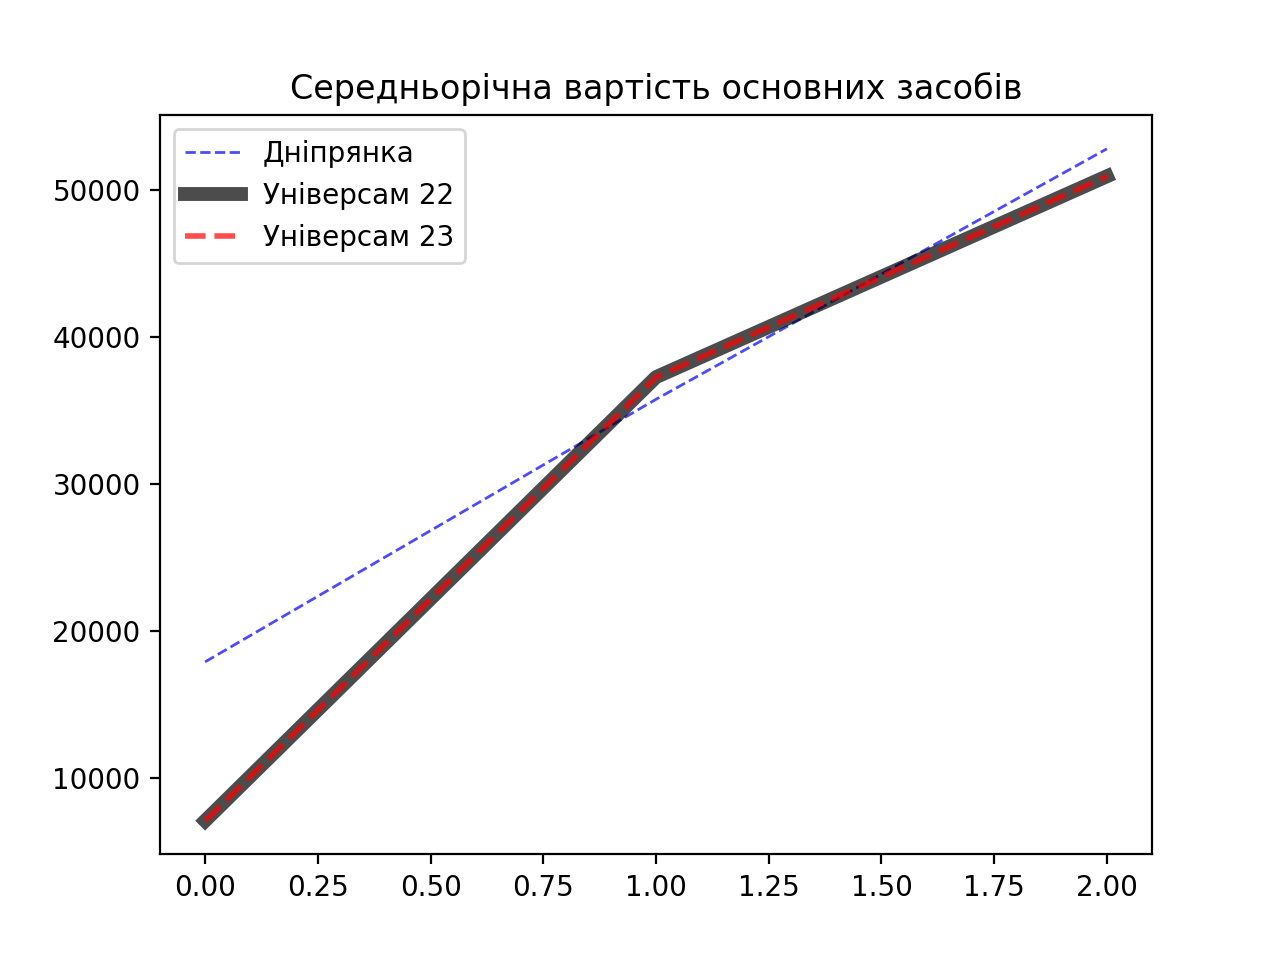 Середньорічна вартість основних засобів
Дніпрянка
Універсам 22
Універсам 23
50000
40000
30000
20000
10000
0.00 0.25 0.50 0.75 1.00 1.25 1.50 1.75 2.00